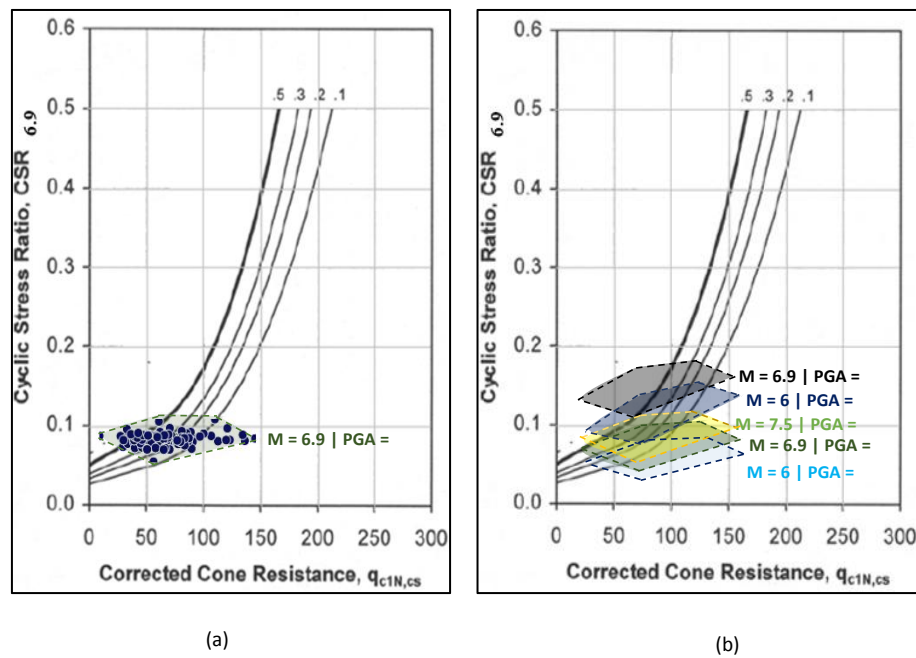 0.6
0.5
0.4
0.3
0.2
0.1
0.0
Cyclic Stress Ratio, CSR 6.9
.5 .3 .2 .1
M = 6.9 | PGA =
0 50 100 150 200 250 300
Corrected Cone Resistance, qc1N,cs
(a)
0.6
0.5
0.4
0.3
0.2
0.1
0.0
Cyclic Stress Ratio, CSR 6.9
.5 .3 .2 .1
M = 6.9 | PGA =
M = 6 | PGA =
M = 7.5 | PGA =
M = 6.9 | PGA =
M = 6 | PGA =
0 50 100 150 200 250 300
Corrected Cone Resistance, qc1N,cs
(b)